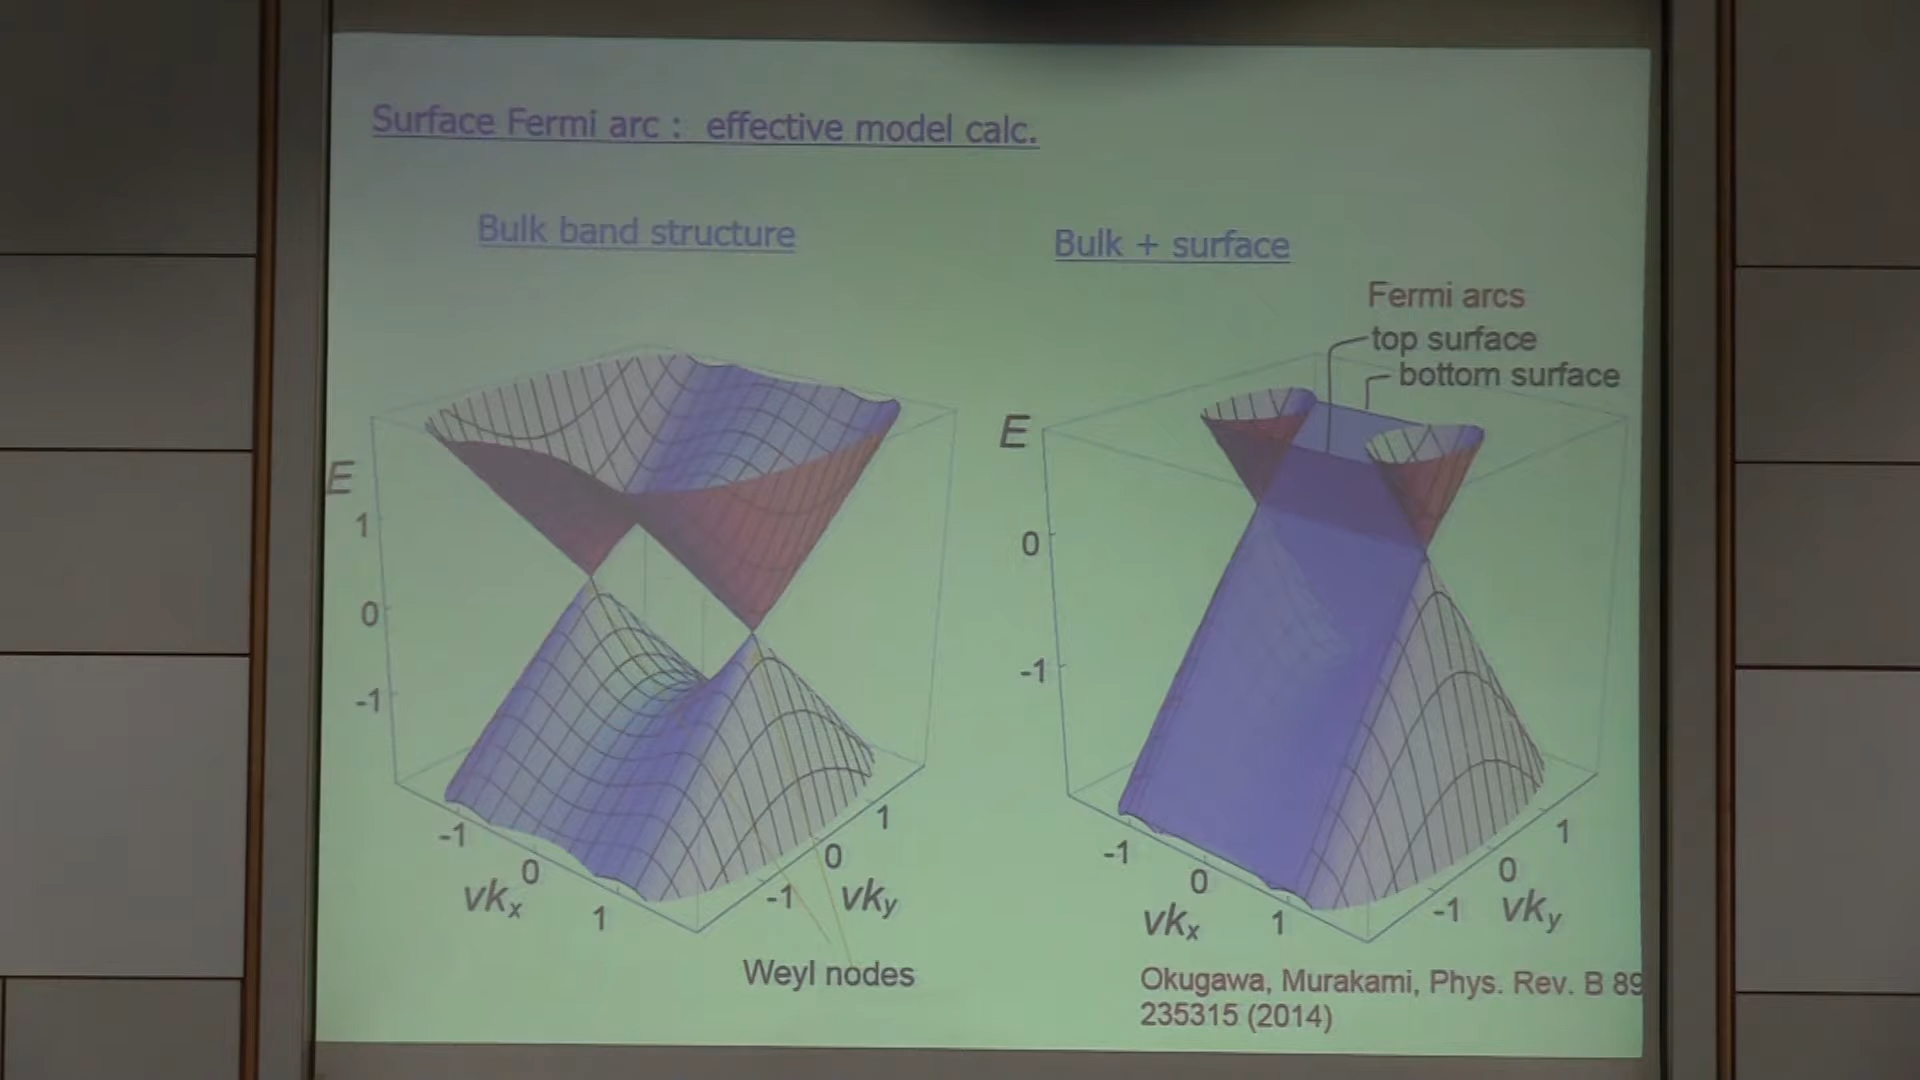 Surface Fermi arc : effective model calc.
Bulk band structure
E
1
0
-1
-1
0
1
vkx
-1
0
1
vky
Weyl nodes
Bulk + surface
Fermi arcs
top surface
bottom surface
E
0
-1
-1
0
1
vkx
-1
0
1
vky
Okugawa, Murakami, Phys. Rev. B 89
235315 (2014)